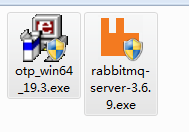 otp_win64
_19.3.exe
rabbitmq-
server-3.6.
9.exe